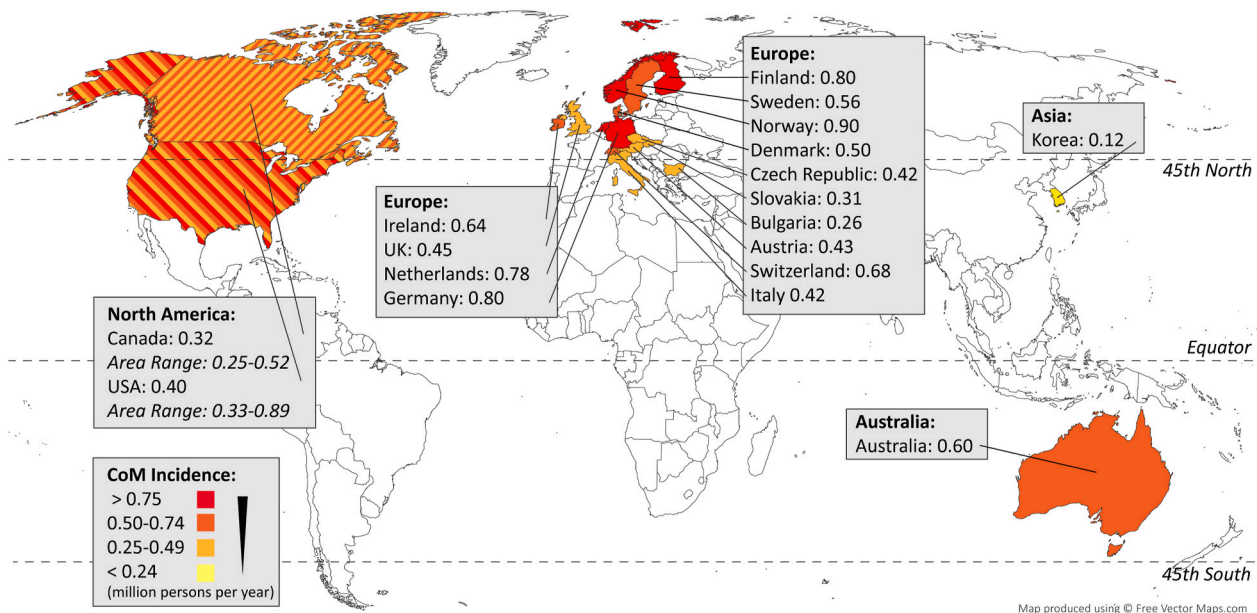 Europe:
Finland: 0.80
Sweden: 0.56
Norway: 0.90
Denmark: 0.50
Czech Republic: 0.42
Slovakia: 0.31
Bulgaria: 0.26
Austria: 0.43
Switzerland: 0.68
Italy 0.42
Asia:
Korea: 0.12
45th North
Europe:
Ireland: 0.64
UK: 0.45
Netherlands: 0.78
Germany: 0.80
North America:
Canada: 0.32
Area Range: 0.25-0.52
USA: 0.40
Area Range: 0.33-0.89
Equator
Australia:
Australia: 0.60
CoM Incidence:
> 0.75
0.50-0.74
0.25-0.49
< 0.24
(million persons per year)
45th South
Map produced using © Free Vector Maps.com